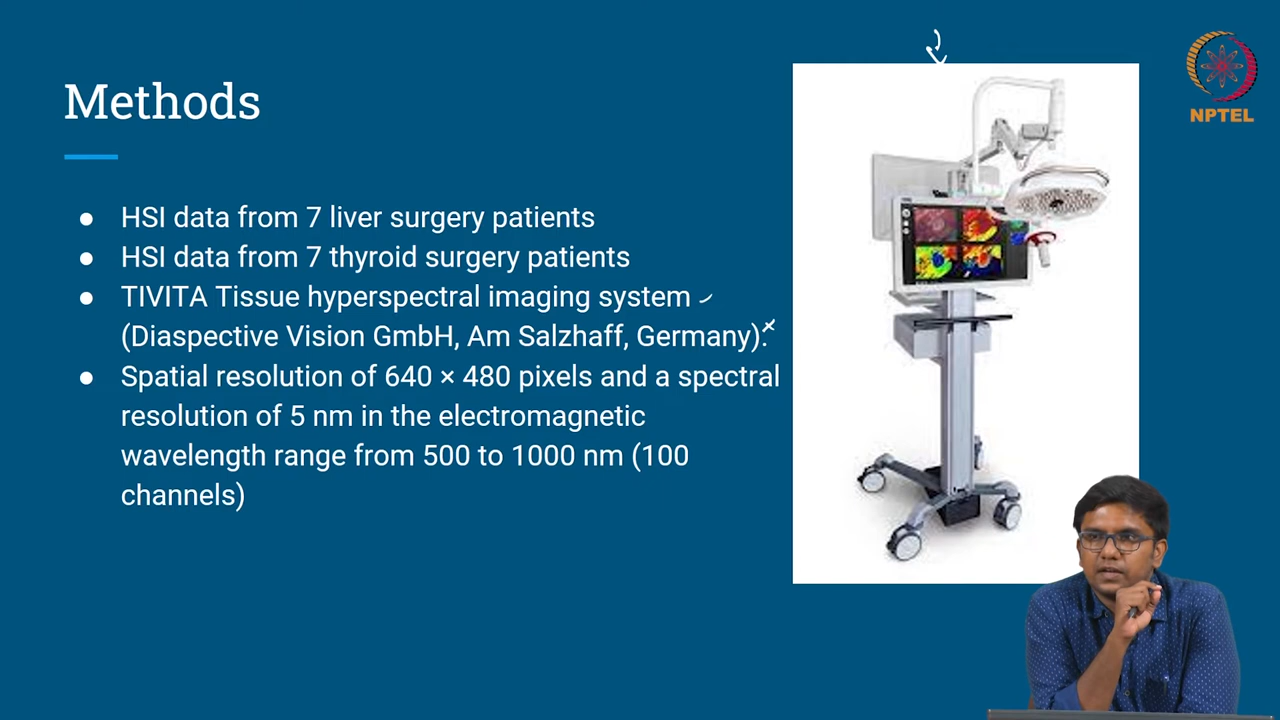 Methods
● HSI data from 7 liver surgery patients
● HSI data from 7 thyroid surgery patients
● TIVITA Tissue hyperspectral imaging system
(Diaspective Vision GmbH, Am Salzhaff, Germany).
● Spatial resolution of 640 × 480 pixels and a spectral
resolution of 5 nm in the electromagnetic
wavelength range from 500 to 1000 nm (100
channels)
NPTEL